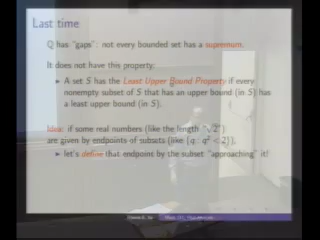 Last time
Q has "gaps": not every bounded set has a supremum.
It does not have this property:
A set S has the Least Upper Bound Property if every
nonempty subset of S that has an upper bound (in S) has
a least upper bound (in S).
Idea: if some real numbers (like the length "√2")
are given by endpoints of subsets (like {q : q² < 2}),
let's define that endpoint by the subset "approaching" it!